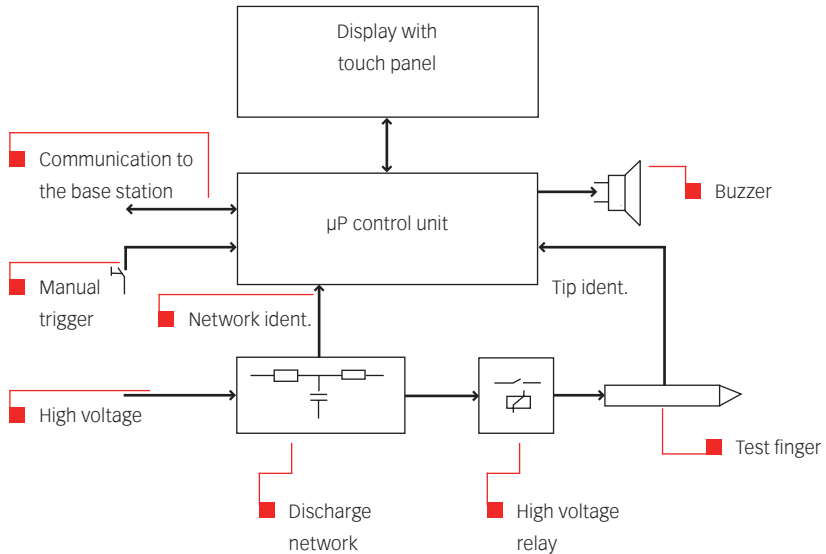 Display with
touch panel
Communication to
the base station
µP control unit
Buzzer
Manual
trigger
Network ident.
Tip ident.
High voltage
Test finger
Discharge
network
High voltage
relay